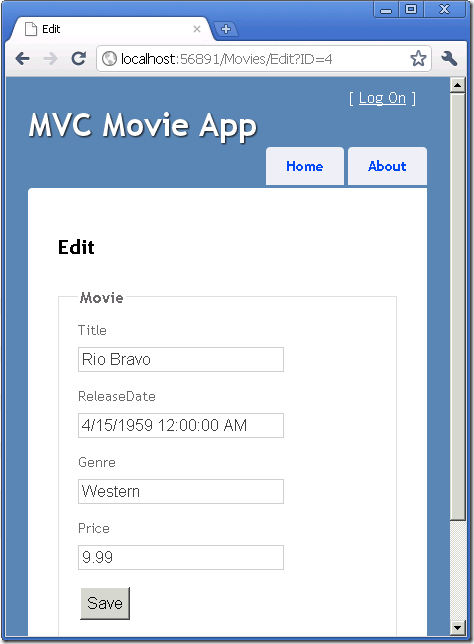 Edit
localhost:56891/Movies/Edit?ID=4
[ Log On ]
MVC Movie App
Home About
Edit
Movie
Title
Rio Bravo
ReleaseDate
4/15/1959 12:00:00 AM
Genre
Western
Price
9.99
Save